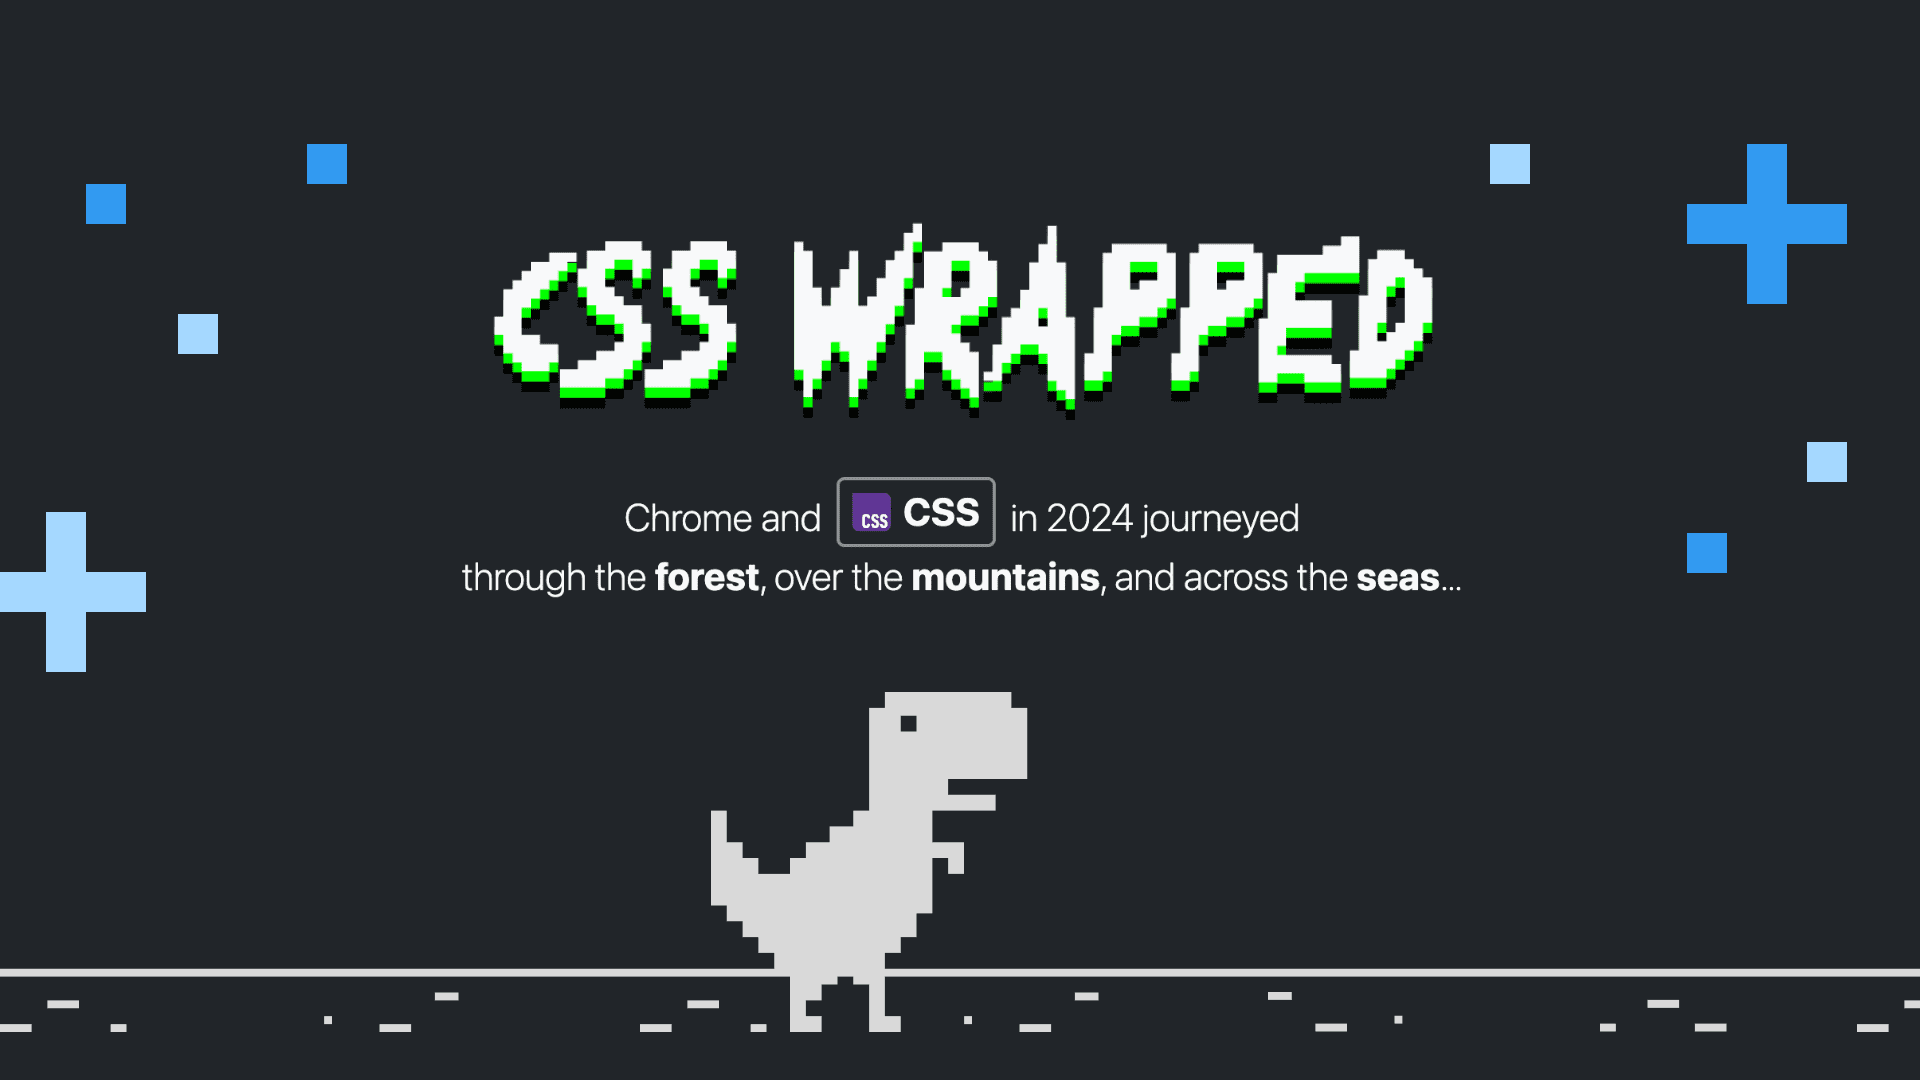 CSS WRAPPED
Chrome and CSS CSS in 2024 journeyed
through the forest, over the mountains, and across the seas...